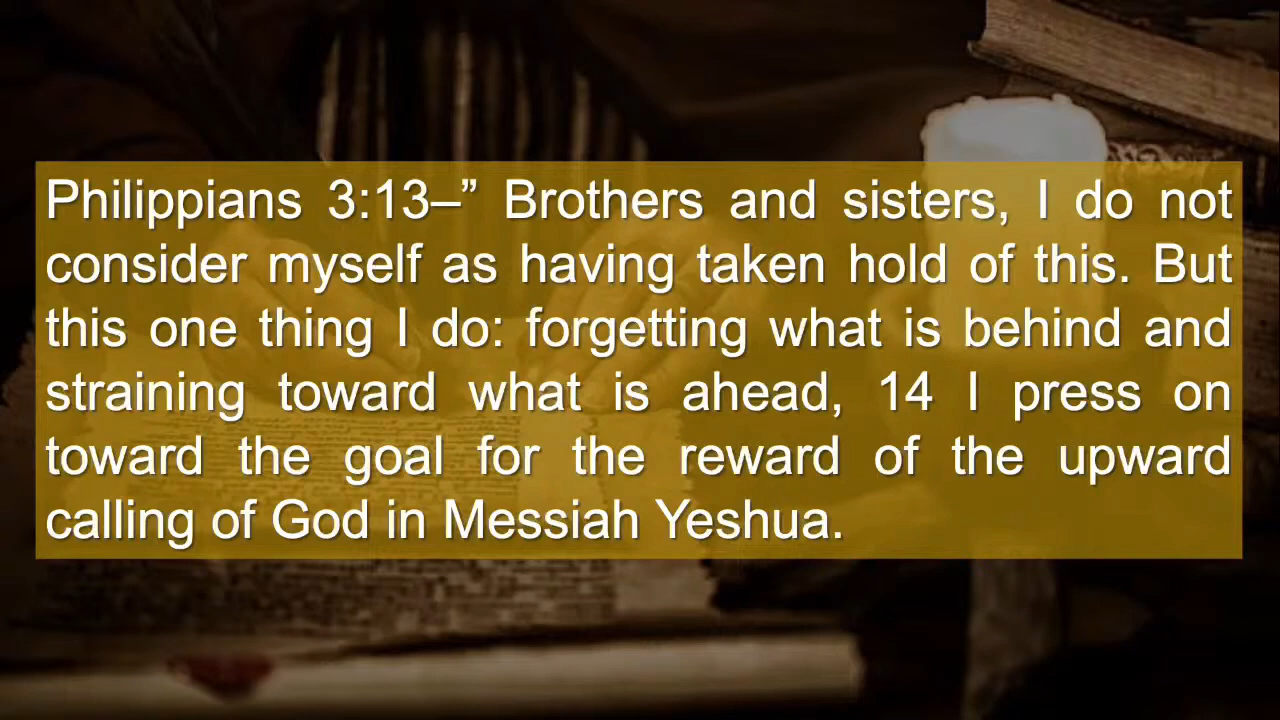 Philippians 3:13–” Brothers and sisters, I do not
consider myself as having taken hold of this. But
this one thing I do: forgetting what is behind and
straining toward what is ahead, 14 I press on
toward the goal for the reward of the upward
calling of God in Messiah Yeshua.